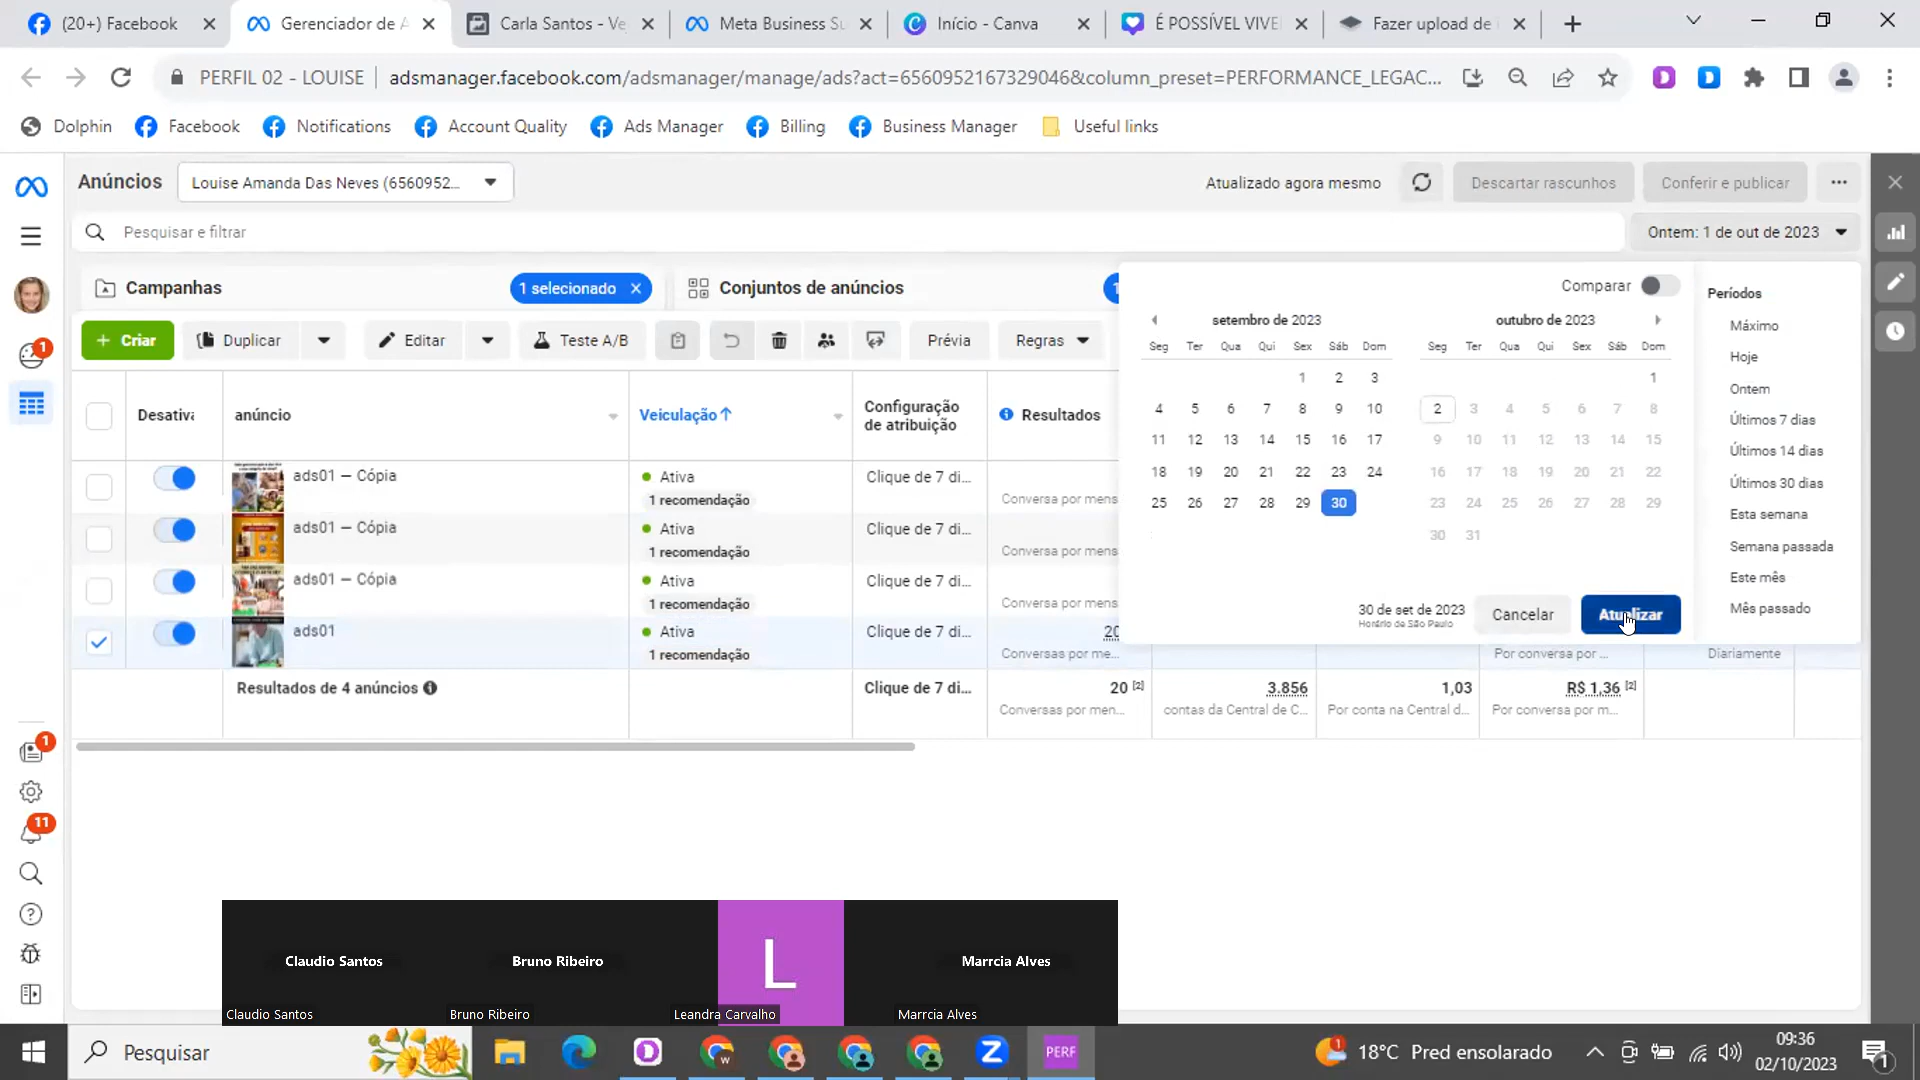 (20+) Facebook
Gerenciador de A
Carla Santos - Ve
Meta Business Su
Início - Canva
É POSSÍVEL VIVE
Fazer upload de
PERFIL 02 - LOUISE
adsmanager.facebook.com/adsmanager/manage/ads?act=6560952167329046&column_preset=PERFORMANCE_LEGAC...
Dolphin
Facebook
Notifications
Account Quality
Ads Manager
Billing
Business Manager
Useful links
Anúncios
Louise Amanda Das Neves (6560952...
Atualizado agora mesmo
Descartar rascunhos
Conferir e publicar
Pesquisar e filtrar
Ontem: 1 de out de 2023
Campanhas
1 selecionado
Conjuntos de anúncios
1
+ Criar
Duplicar
Editar
Teste A/B
Prévia
Regras
Comparar
setembro de 2023
Seg Ter Qua Qui Sex Sáb Dom
1 2 3
4 5 6 7 8 9 10
11 12 13 14 15 16 17
18 19 20 21 22 23 24
25 26 27 28 29 30
outubro de 2023
Seg Ter Qua Qui Sex Sáb Dom
1
2 3 4 5 6 7 8
9 10 11 12 13 14 15
16 17 18 19 20 21 22
23 24 25 26 27 28 29
30 31
30 de set de 2023
Horário de São Paulo
Cancelar
Atualizar
Períodos
Máximo
Hoje
Ontem
Últimos 7 dias
Últimos 14 dias
Últimos 30 dias
Esta semana
Semana passada
Este mês
Mês passado
Desativa
anúncio
Veiculação↑
Configuração
de atribuição
Resultados
ads01 – Cópia
Ativa
1 recomendação
Clique de 7 di...
Conversa por mens
ads01 – Cópia
Ativa
1 recomendação
Clique de 7 di...
Conversa por mens
ads01 – Cópia
Ativa
1 recomendação
Clique de 7 di...
Conversa por mens
ads01
Ativa
1 recomendação
Clique de 7 di...
20
Conversas por me...
Por conversa por ...
Diariamente
Resultados de 4 anúncios
Clique de 7 di...
20 [2]
Conversas por men...
3.856
contas da Central de C...
1,03
Por conta na Central d...
R$ 1,36 [2]
Por conversa por m...
1
1
11
Claudio Santos
Bruno Ribeiro
L
Marrcia Alves
Claudio Santos
Bruno Ribeiro
Leandra Carvalho
Marrcia Alves
Pesquisar
PERF
1
18°C Pred ensolarado
09:36
02/10/2023
1